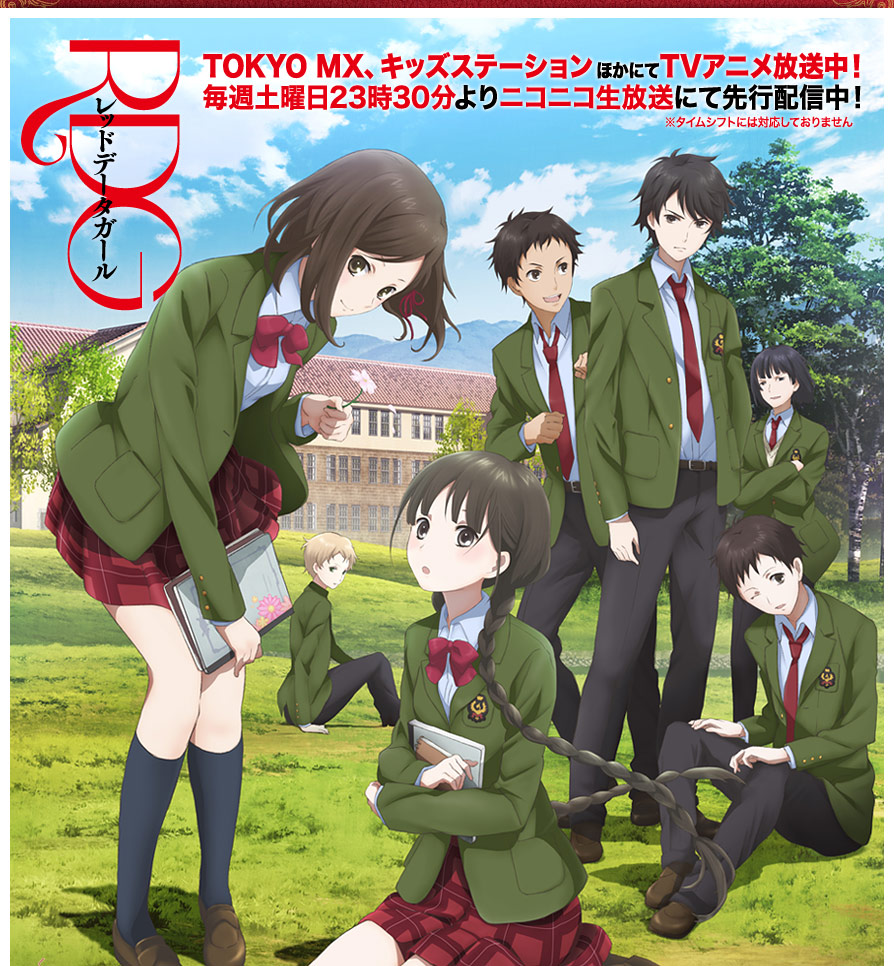 RDG
レッドデータガール
TOKYO MX、キッズステーション ほかにてTVアニメ放送中!
毎週土曜日23時30分よりニコニコ生放送にて先行配信中!
※タイムシフトには対応しておりません